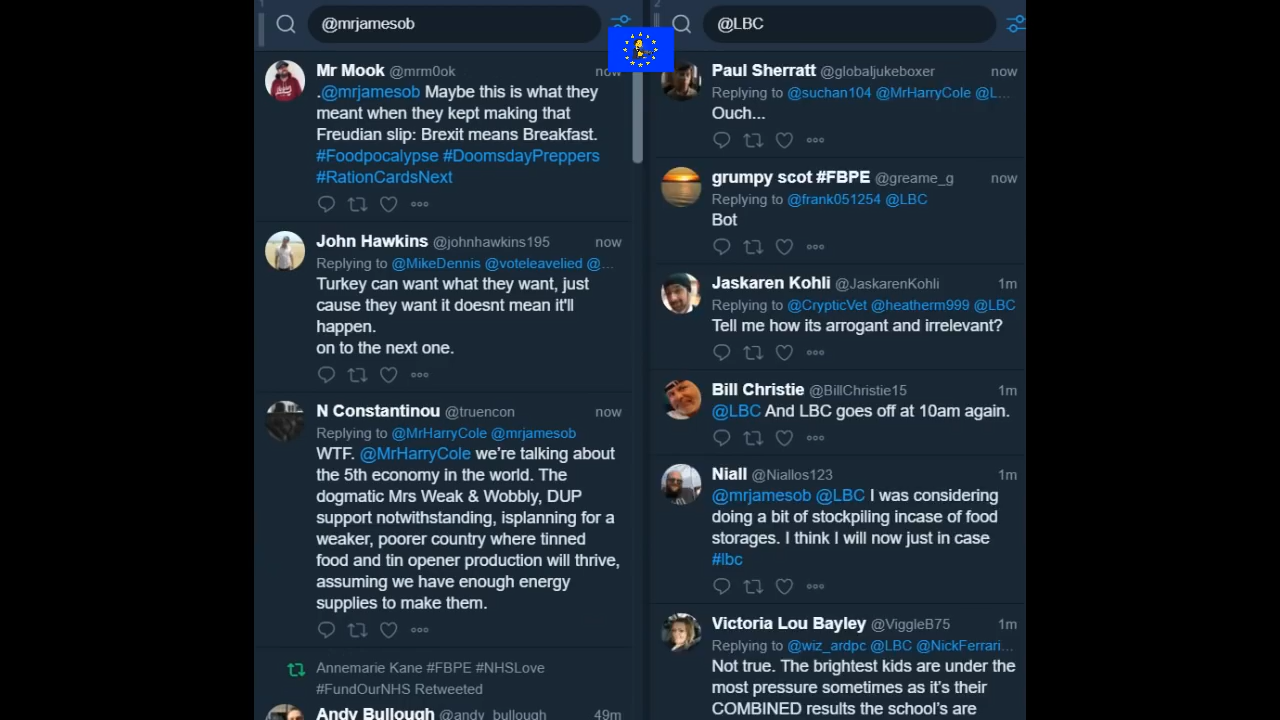 1
@mrjamesob
Mr Mook @mrm0ok now
.@mrjamesob Maybe this is what they
meant when they kept making that
Freudian slip: Brexit means Breakfast.
#Foodpocalypse #DoomsdayPreppers
#RationCardsNext
John Hawkins @johnhawkins195 now
Replying to @MikeDennis @voteleavelied @...
Turkey can want what they want, just
cause they want it doesnt mean it'll
happen.
on to the next one.
N Constantinou @truencon now
Replying to @MrHarryCole @mrjamesob
WTF. @MrHarryCole we're talking about
the 5th economy in the world. The
dogmatic Mrs Weak & Wobbly, DUP
support notwithstanding, isplanning for a
weaker, poorer country where tinned
food and tin opener production will thrive,
assuming we have enough energy
supplies to make them.
Annemarie Kane #FBPE #NHSLove
#FundOurNHS Retweeted
Andy Bullough @andy_bullough 49m
2
@LBC
Paul Sherratt @globaljukeboxer now
Replying to @suchan104 @MrHarryCole @L...
Ouch...
grumpy scot #FBPE @greame_g now
Replying to @frank051254 @LBC
Bot
Jaskaren Kohli @JaskarenKohli 1m
Replying to @CrypticVet @heatherm999 @LBC
Tell me how its arrogant and irrelevant?
Bill Christie @BillChristie15 1m
@LBC And LBC goes off at 10am again.
Niall @Niallos123 1m
@mrjamesob @LBC I was considering
doing a bit of stockpiling incase of food
storages. I think I will now just in case
#lbc
Victoria Lou Bayley @ViggleB75 1m
Replying to @wiz_ardpc @LBC @NickFerrari...
Not true. The brightest kids are under the
most pressure sometimes as it's their
COMBINED results the school's are